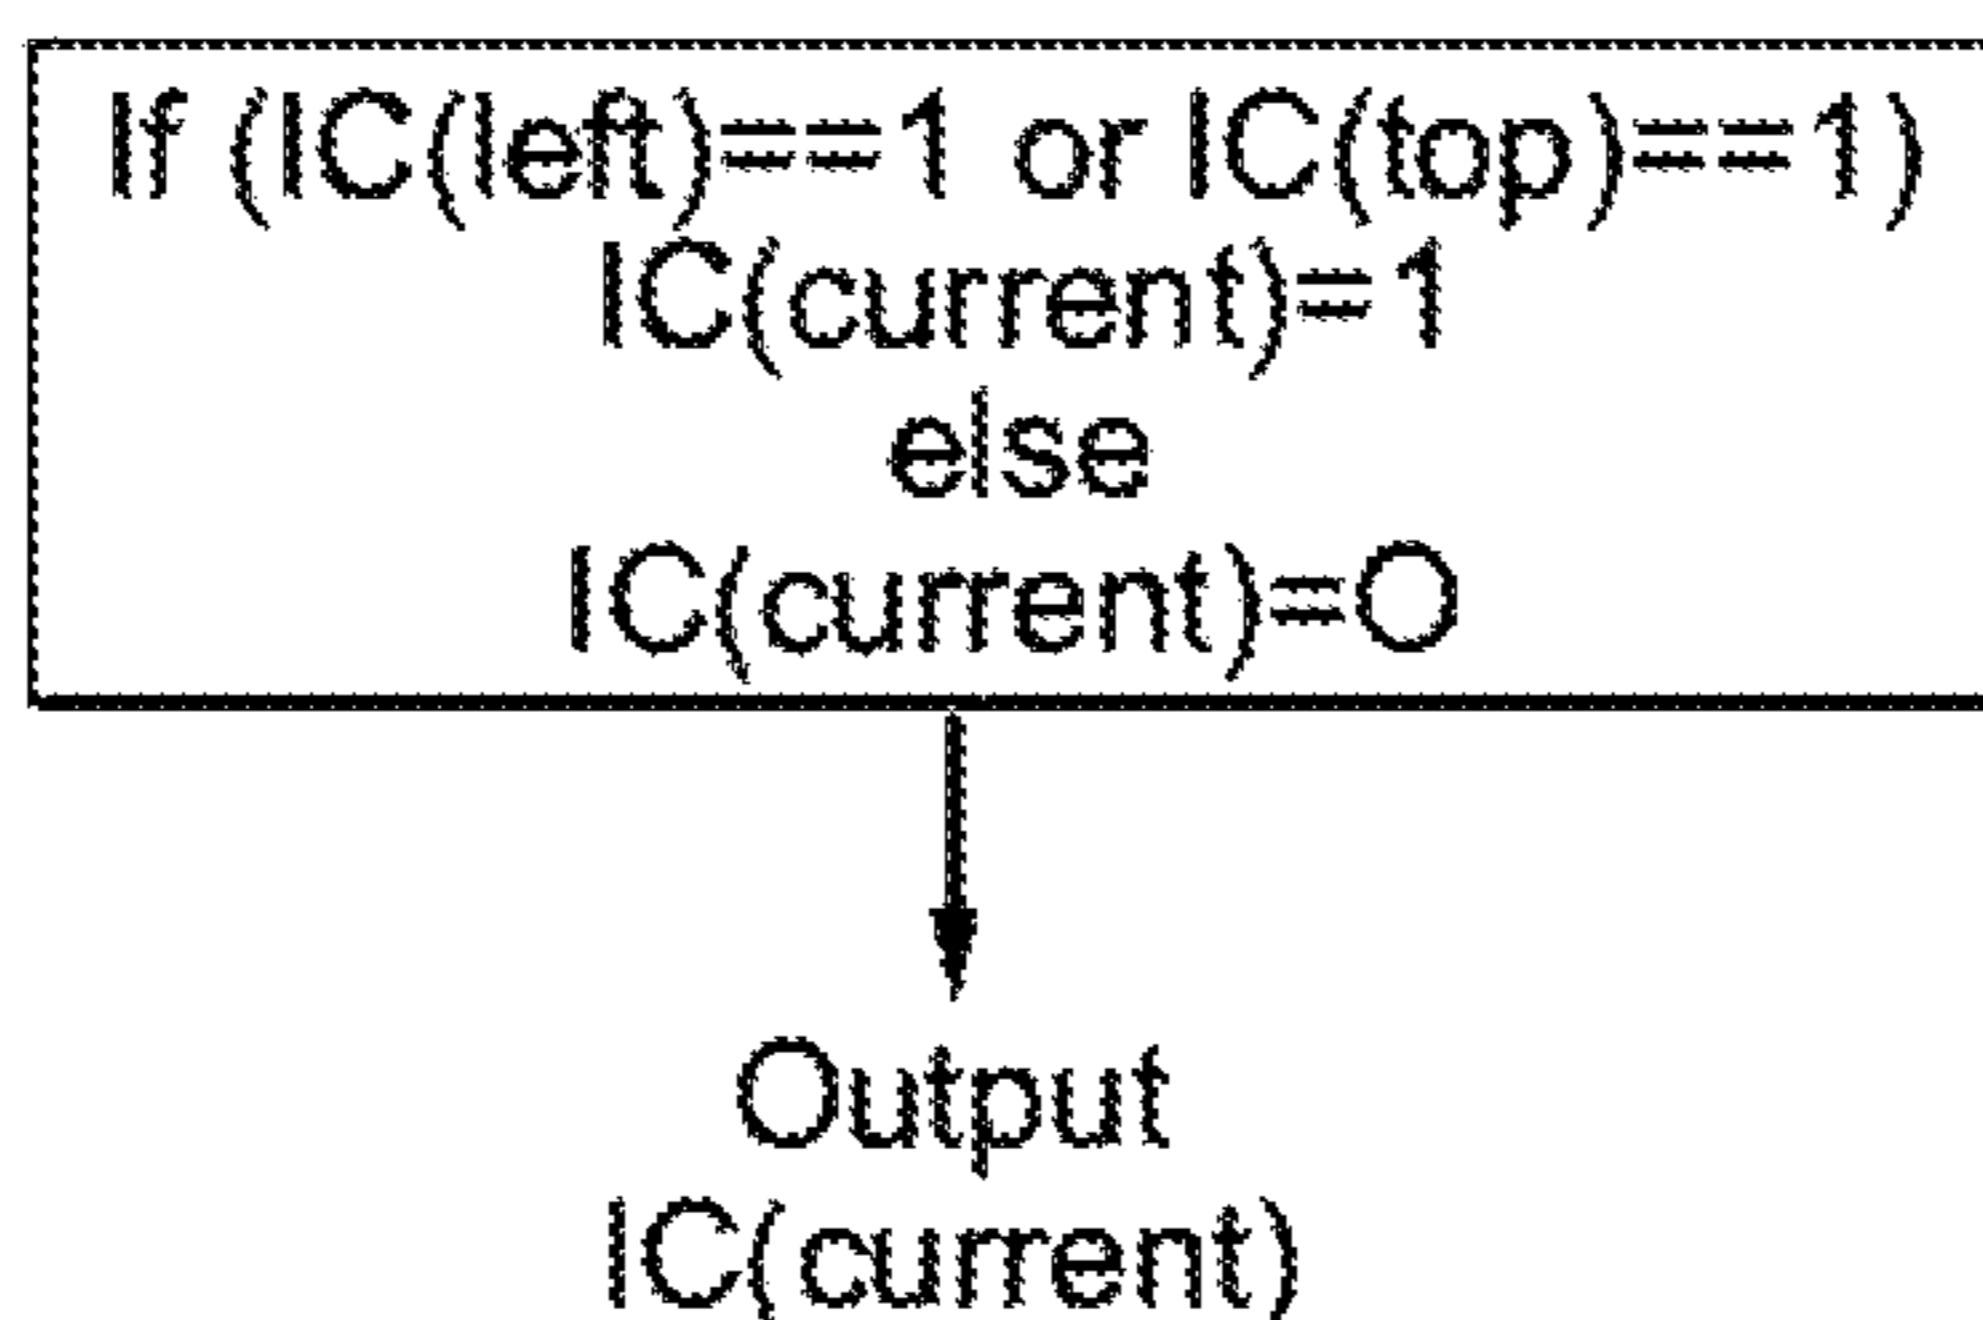 If (IC(left)==1 or IC(top)==1)
IC(current)=1
else
IC(current)=O
Output
IC(current)